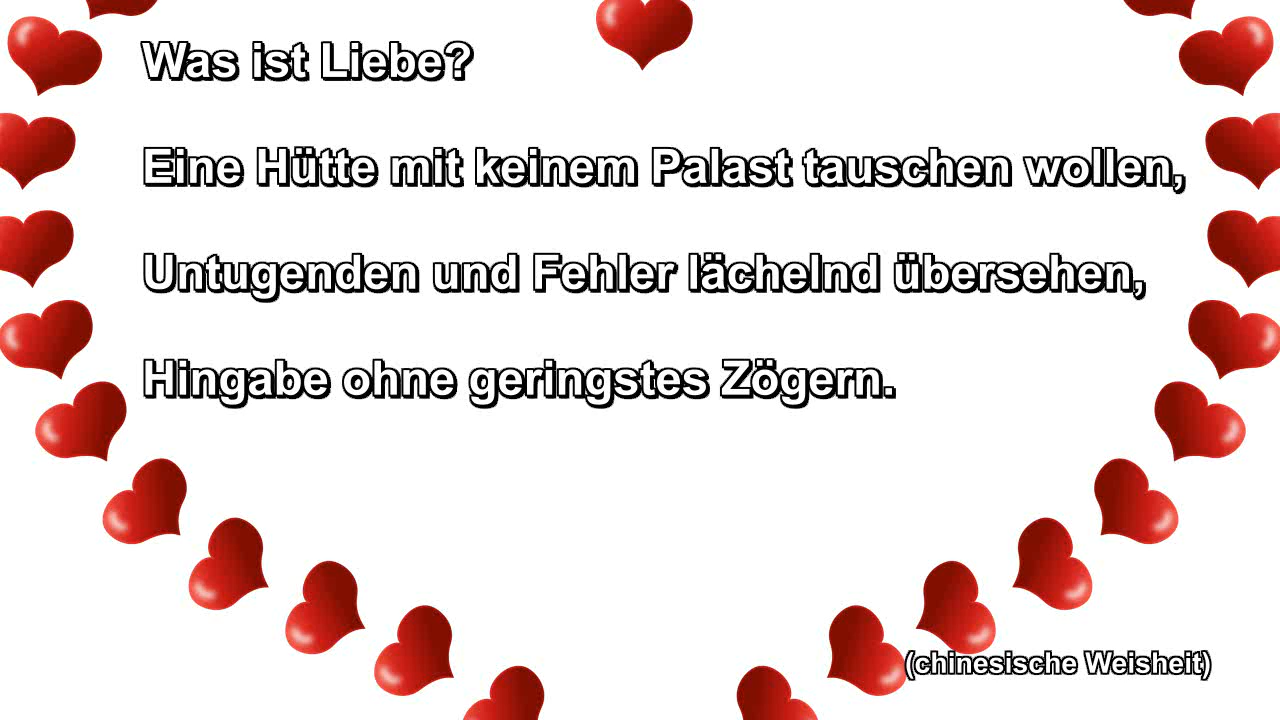 Was ist Liebe?
Eine Hütte mit keinem Palast tauschen wollen,
Untugenden und Fehler lächelnd übersehen,
Hingabe ohne geringstes Zögern.
(chinesische Weisheit)